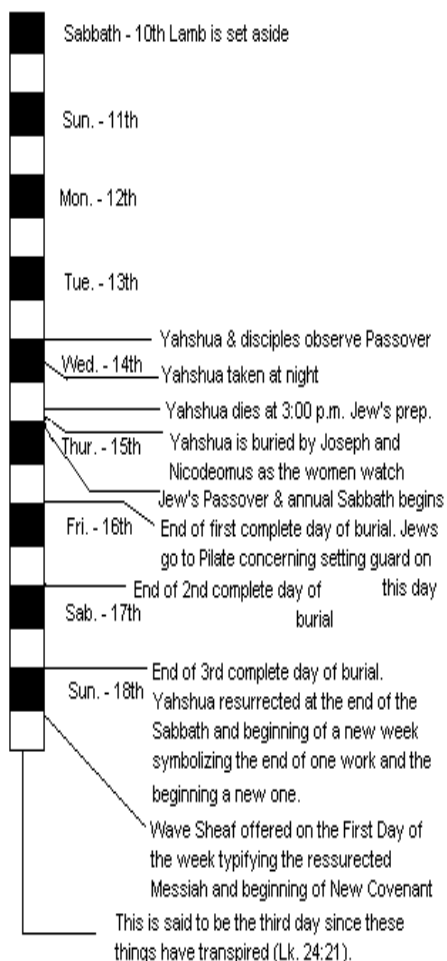 Sabbath - 10th Lamb is set aside
Sun. - 11th
Mon. - 12th
Tue. - 13th
Yahshua & disciples observe Passover
Wed. - 14th
Yahshua taken at night
Yahshua dies at 3:00 p.m. Jew's prep.
Thur. - 15th
Yahshua is buried by Joseph and
Nicodeomus as the women watch
Jew's Passover & annual Sabbath begins
Fri. - 16th
End of first complete day of burial. Jews
go to Pilate concerning setting guard on
this day
End of 2nd complete day of
burial
Sab. - 17th
End of 3rd complete day of burial.
Sun. - 18th
Yahshua resurrected at the end of the
Sabbath and beginning of a new week
symbolizing the end of one work and the
beginning a new one.
Wave Sheaf offered on the First Day of
the week typifying the ressurected
Messiah and beginning of New Covenant
This is said to be the third day since these
things have transpired (Lk. 24:21).